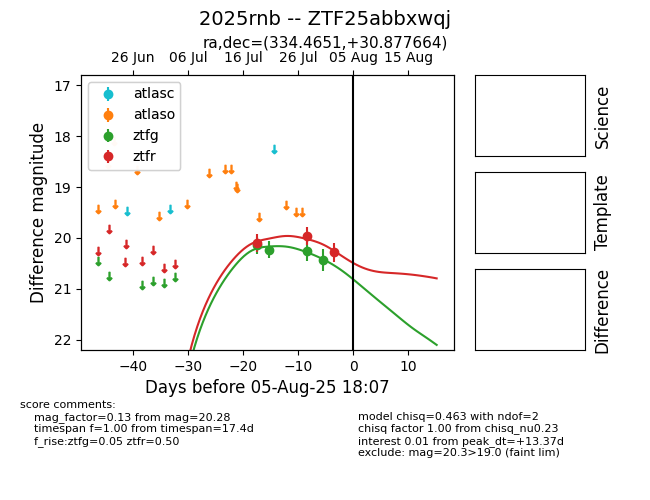 2025rnb -- ZTF25abbxwqj
ra,dec=(334.4651,+30.877664)
26 Jun 06 Jul 16 Jul 26 Jul 05 Aug 15 Aug
17
18
19
20
21
22
Difference magnitude
atlasc
atlaso
ztfg
ztfr
−40 −30 −20 −10 0 10
Days before 05-Aug-25 18:07
Science
Template
Difference
score comments:
mag_factor=0.13 from mag=20.28
timespan f=1.00 from timespan=17.4d
f_rise:ztfg=0.05 ztfr=0.50
model chisq=0.463 with ndof=2
chisq factor 1.00 from chisq_nu0.23
interest 0.01 from peak_dt=+13.37d
exclude: mag=20.3>19.0 (faint lim)